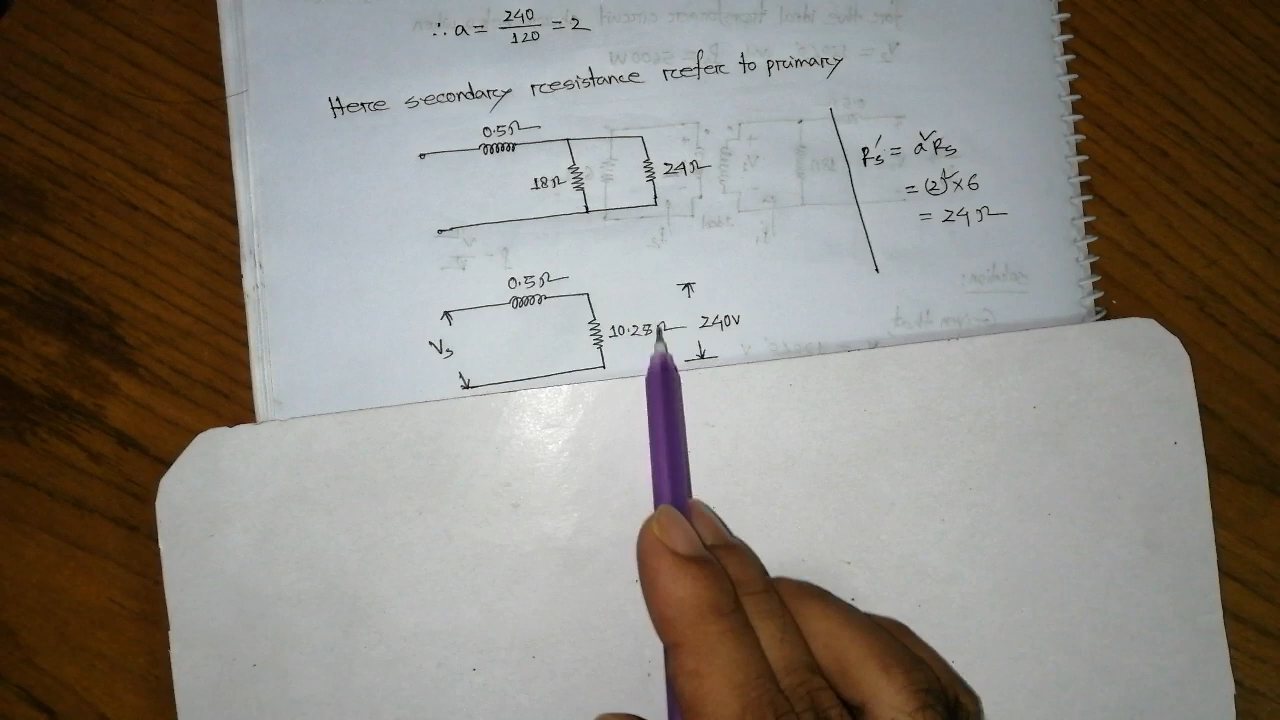 ∴ a = 240/120 = 2
Here secondary resistance refer to primary
0.5Ω
18Ω
24Ω
Rs′ = a²Rs
= (2)² × 6
= 24Ω
0.5Ω
Vs
10.28Ω
240V